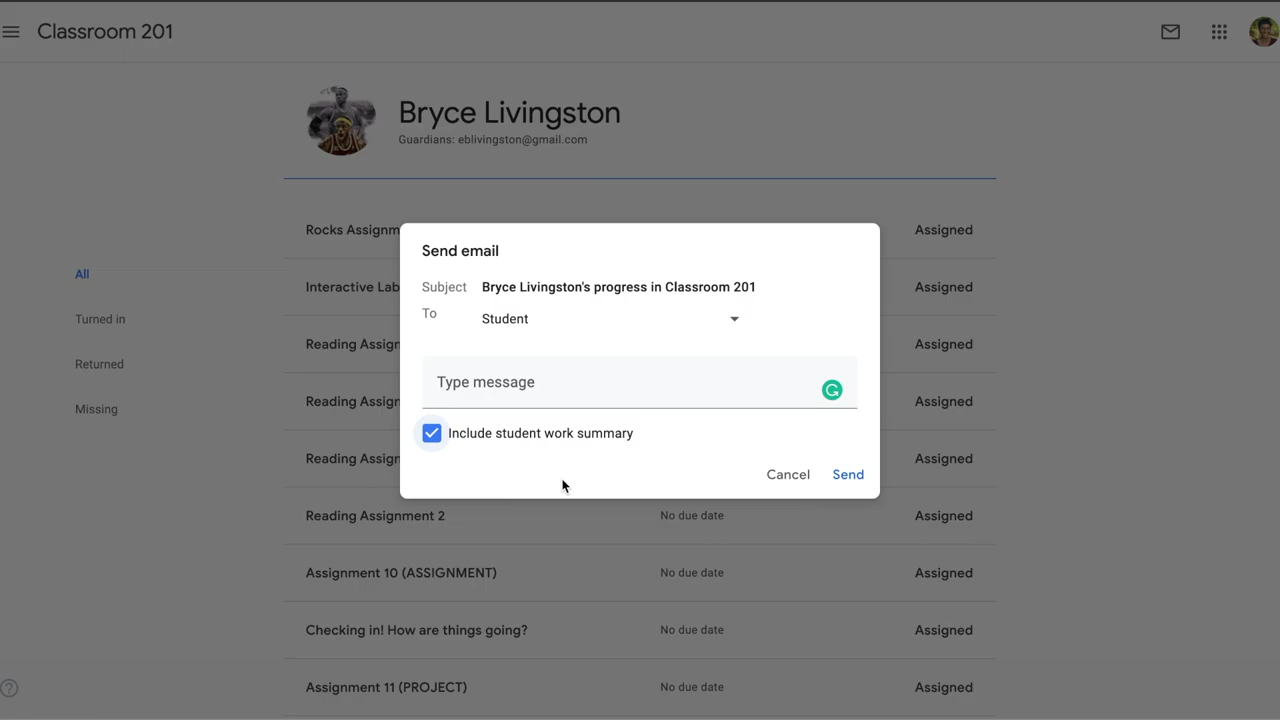 Classroom 201
Bryce Livingston
Guardians: eblivingston@gmail.com
All
Turned in
Returned
Missing
Rocks Assignm
Assigned
Interactive Lab
Assigned
Reading Assign
Assigned
Reading Assign
Assigned
Reading Assign
Assigned
Reading Assignment 2 No due date Assigned
Assignment 10 (ASSIGNMENT) No due date Assigned
Checking in! How are things going? No due date Assigned
Assignment 11 (PROJECT) No due date Assigned
Send email
Subject Bryce Livingston's progress in Classroom 201
To Student
Type message
Include student work summary
Cancel Send